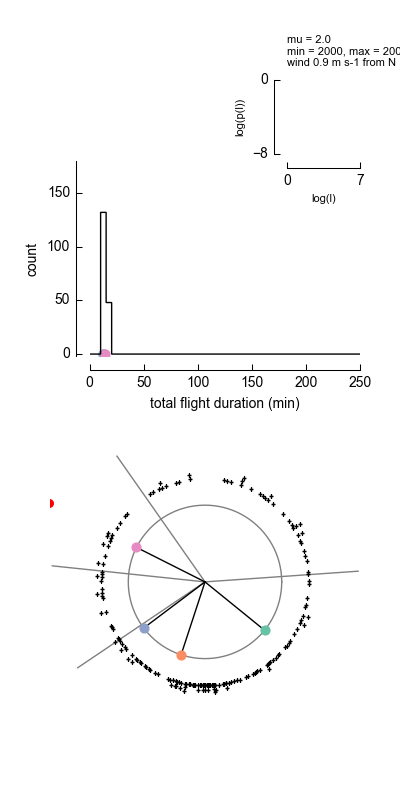 mu = 2.0
min = 2000, max = 200
wind 0.9 m s-1 from N
0
−8
log(p(l))
0 7
log(l)
150
100
50
0
count
0 50 100 150 200 250
total flight duration (min)